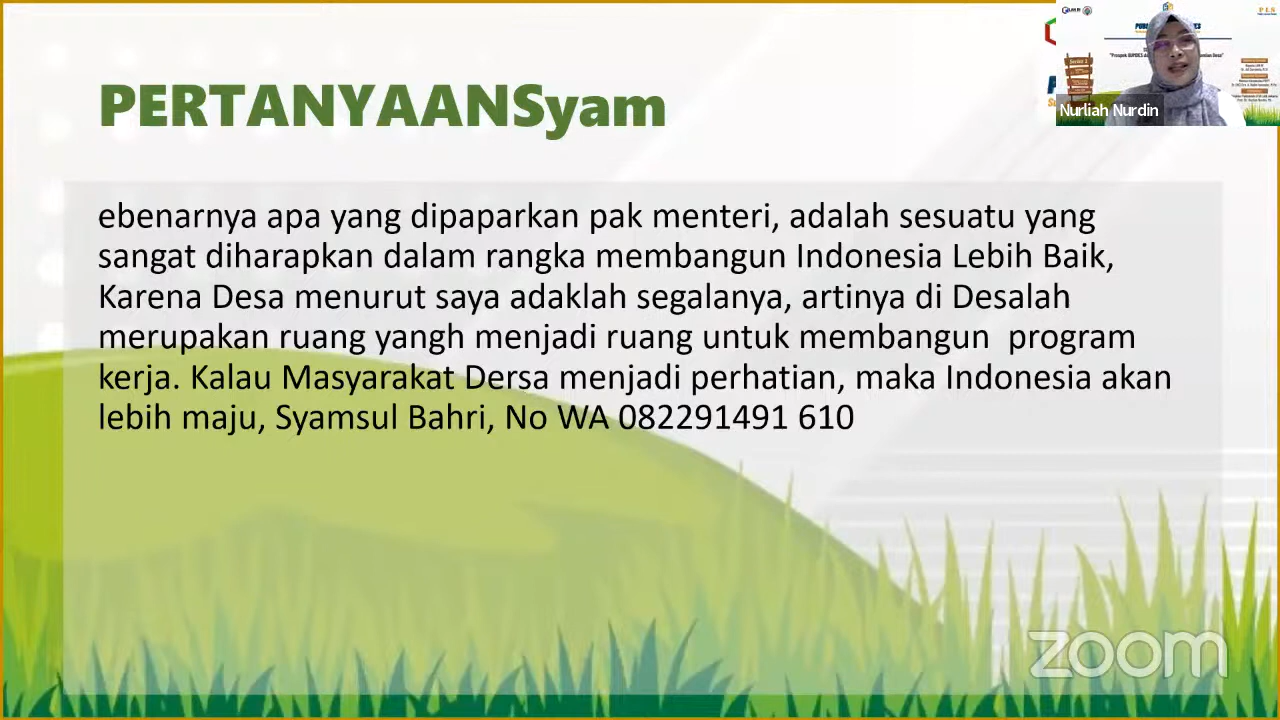 PERTANYAANSyam
ebenarnya apa yang dipaparkan pak menteri, adalah sesuatu yang
sangat diharapkan dalam rangka membangun Indonesia Lebih Baik,
Karena Desa menurut saya adaklah segalanya, artinya di Desalah
merupakan ruang yangh menjadi ruang untuk membangun  program
kerja. Kalau Masyarakat Dersa menjadi perhatian, maka Indonesia akan
lebih maju, Syamsul Bahri, No WA 082291491 610
Nurliah Nurdin
PLS
zoom